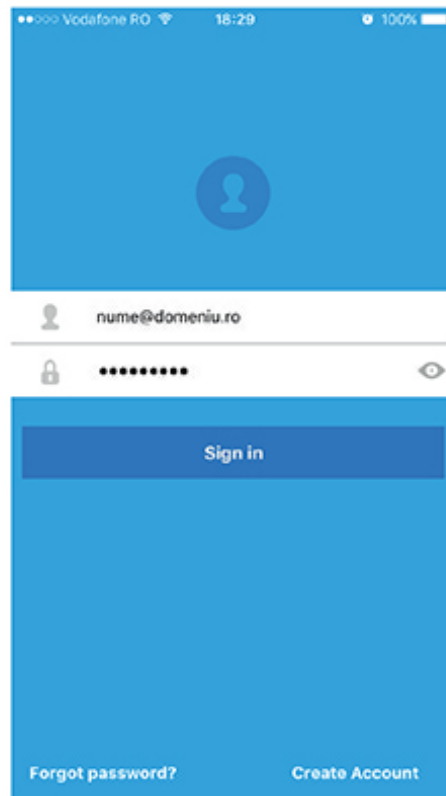 Vodafone RO 18:29 100%
nume@domeniu.ro
•••••••••
Sign in
Forgot password? Create Account